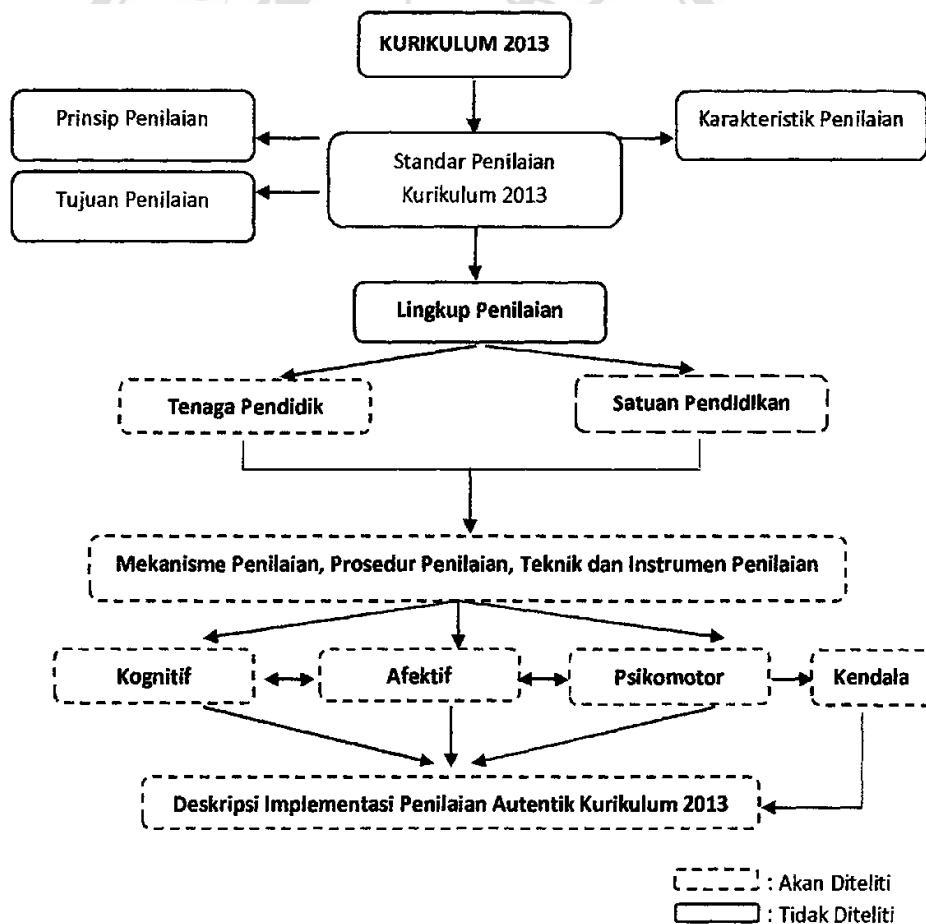 KURIKULUM 2013
Prinsip Penilaian
Karakteristik Penilaian
Standar Penilaian
Kurikulum 2013
Tujuan Penilaian
Lingkup Penilaian
Tenaga Pendidik
Satuan Pendidikan
Mekanisme Penilaian, Prosedur Penilaian, Teknik dan Instrumen Penilaian
Kognitif
Afektif
Psikomotor
Kendala
Deskripsi Implementasi Penilaian Autentik Kurikulum 2013
: Akan Diteliti
: Tidak Diteliti